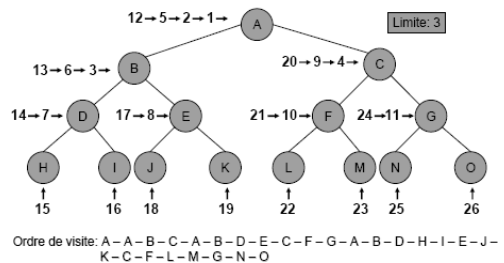 12→5→2→1→ A
Limite: 3
13→6→3→ B
20→9→4→ C
14→7→ D
17→8→ E
21→10→ F
24→11→ G
H I J K L M N O
15 16 18 19 22 23 25 26
Ordre de visite: A – A – B – C – A – B – D – E – C – F – G – A – B – D – H – I – E – J –
K – C – F – L – M – G – N – O